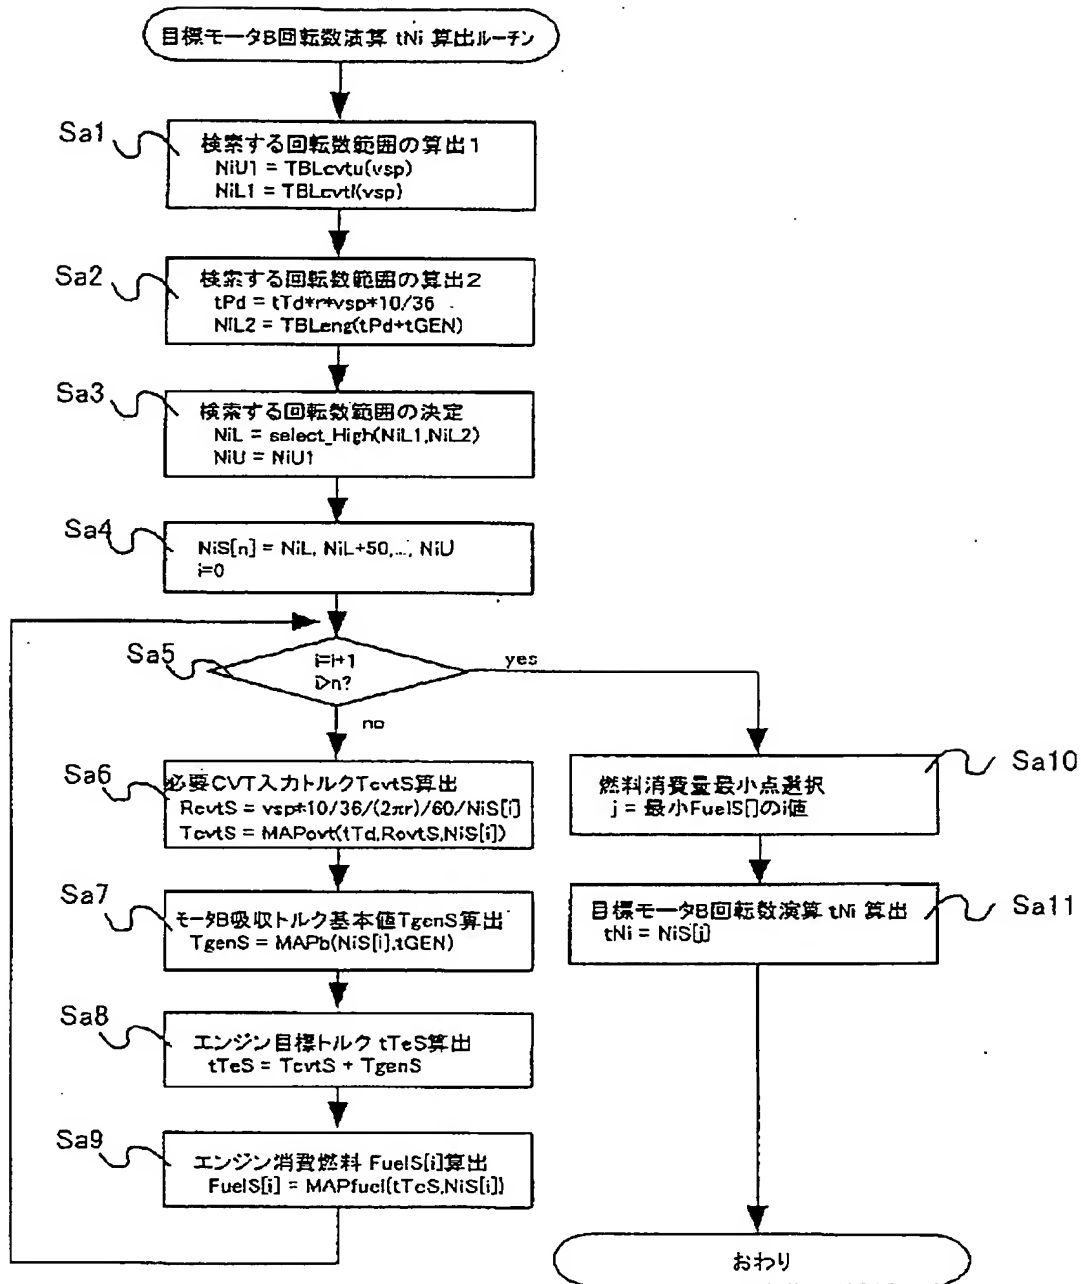 目標モータB回転数演算 tNi 算出ルーチン
Sa1
検索する回転数範囲の算出1
NiU1 = TBLcvtu(vsp)
NiL1 = TBLcvtl(vsp)
Sa2
検索する回転数範囲の算出2
tPd = tTd*r*vsp*10/36
NiL2 = TBLeng(tPd+tGEN)
Sa3
検索する回転数範囲の決定
NiL = select_High(NiL1,NiL2)
NiU = NiU1
Sa4
NiS[n] = NiL, NiL+50,..., NiU
i=0
Sa5
i=i+1
i>n?
yes
no
Sa6
必要CVT入力トルクTcvtS算出
RcvtS = vsp*10/36/(2πr)/60/NiS[i]
TcvtS = MAPcvt(tTd,RcvtS,NiS[i])
Sa7
モータB吸収トルク基本値TgenS算出
TgenS = MAPb(NiS[i],tGEN)
Sa8
エンジン目標トルク tTeS算出
tTeS = TcvtS + TgenS
Sa9
エンジン消費燃料 FuelS[i]算出
FuelS[i] = MAPfuel(tTeS,NiS[i])
Sa10
燃料消費量最小点選択
j = 最小FuelS[]のi値
Sa11
目標モータB回転数演算 tNi 算出
tNi = NiS[j]
おわり